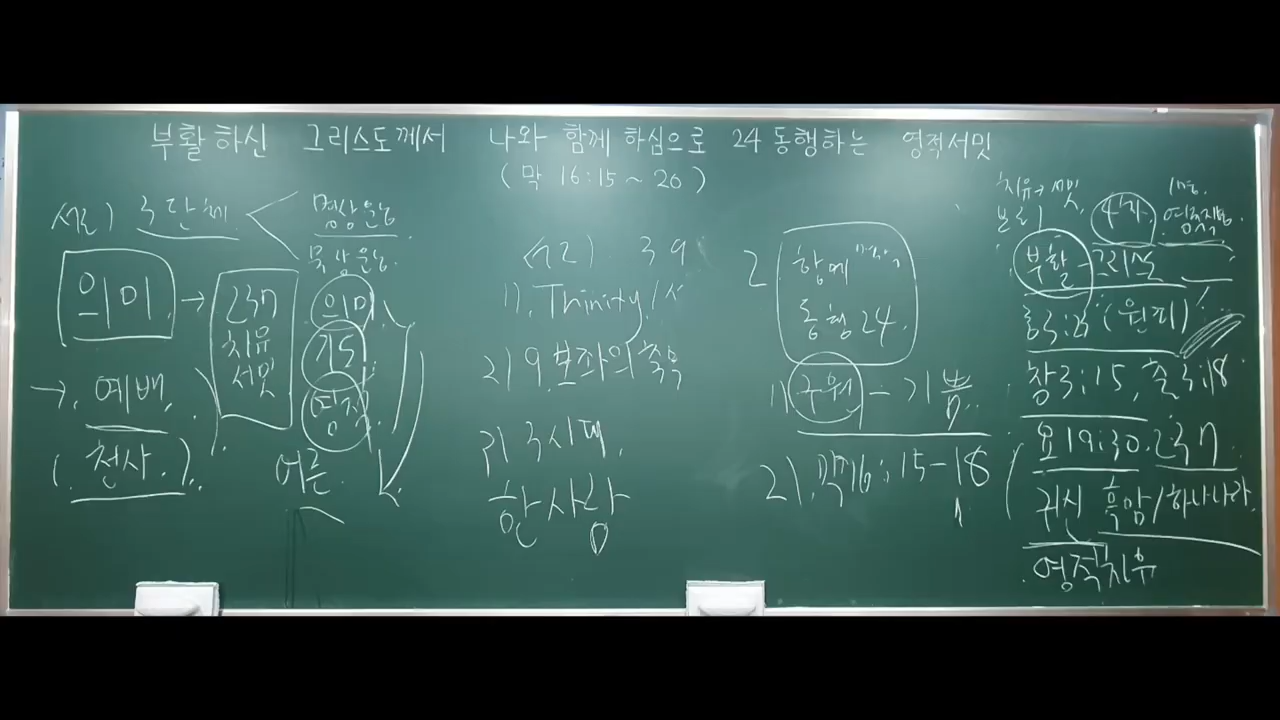 부활하신 그리스도께서 나와 함께 하심으로 24 동행하는 영적서밋
(막 16:15~20)
서론) 3단체
명상운동
묵상운동
의미 → 237
치유
서밋
의미
기도
→ 예배
(천사)
어른
서2) 39
1) Trinity/
2) 9 보좌의 축복
3) 3시대
한사람
2 함께
동행 24
1) 구원 - 기쁨
2) 막16:15-18
치유→서밋
본론)
부활 - 그리스도
창3:15, 출3:18
요19:30 237
귀신 흑암/하나나라
영적치유